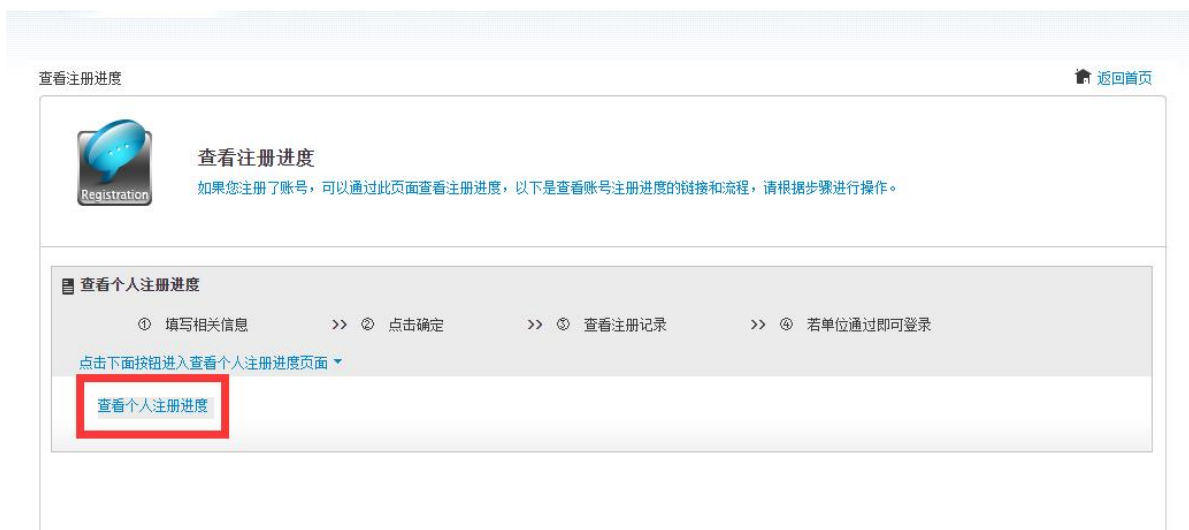 查看注册进度
返回首页
Registration
查看注册进度
如果您注册了账号，可以通过此页面查看注册进度，以下是查看账号注册进度的链接和流程，请根据步骤进行操作。
查看个人注册进度
① 填写相关信息 >> ② 点击确定 >> ③ 查看注册记录 >> ④ 若单位通过即可登录
点击下面按钮进入查看个人注册进度页面
查看个人注册进度